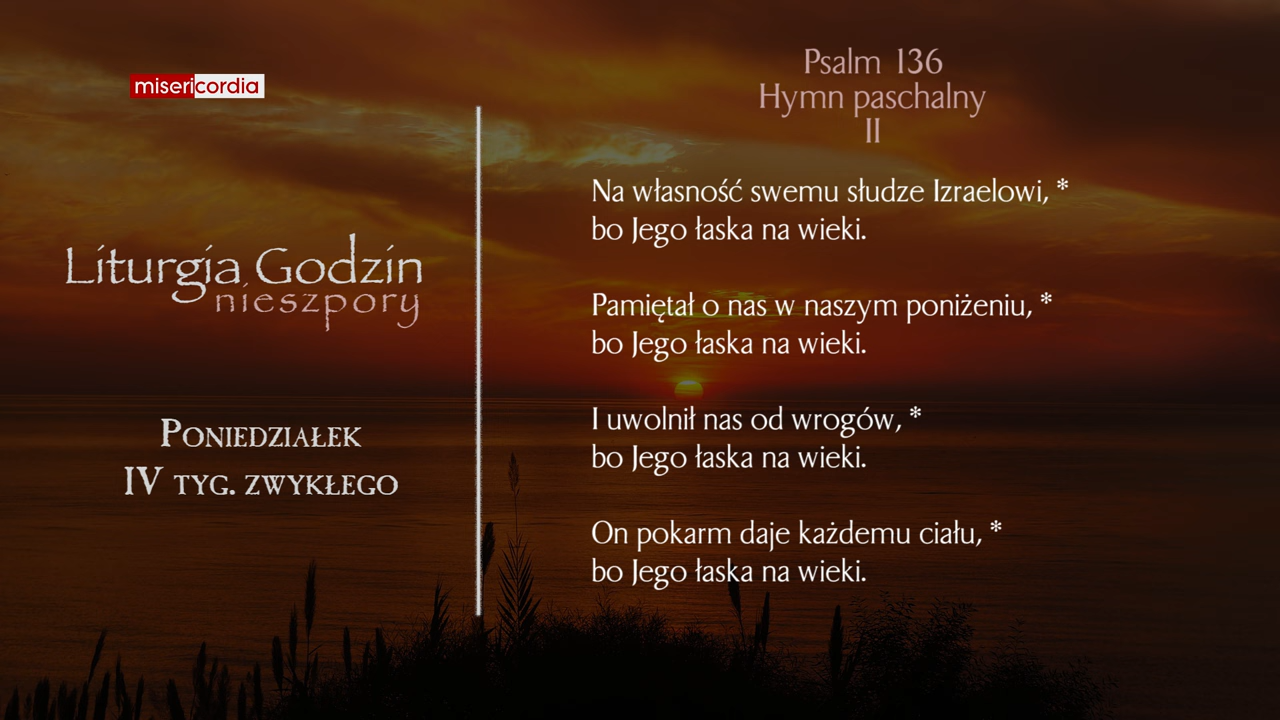 misericordia
Liturgia Godzin
nieszpory
Poniedziałek
IV tyg. zwykłego
Psalm 136
Hymn paschalny
II
Na własność swemu słudze Izraelowi, *
bo Jego łaska na wieki.
Pamiętał o nas w naszym poniżeniu, *
bo Jego łaska na wieki.
I uwolnił nas od wrogów, *
bo Jego łaska na wieki.
On pokarm daje każdemu ciału, *
bo Jego łaska na wieki.